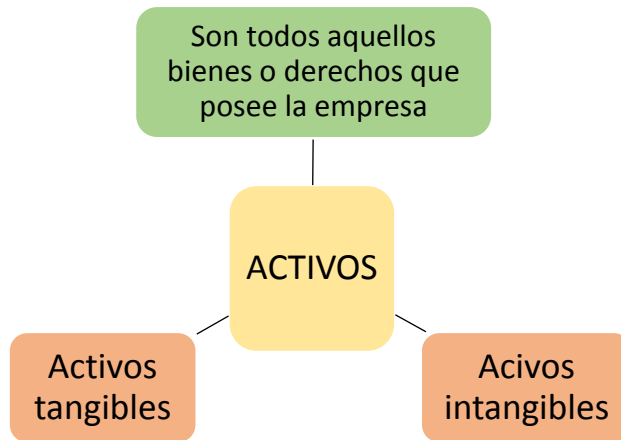 Son todos aquellos
bienes o derechos que
posee la empresa
ACTIVOS
Activos
tangibles
Acivos
intangibles